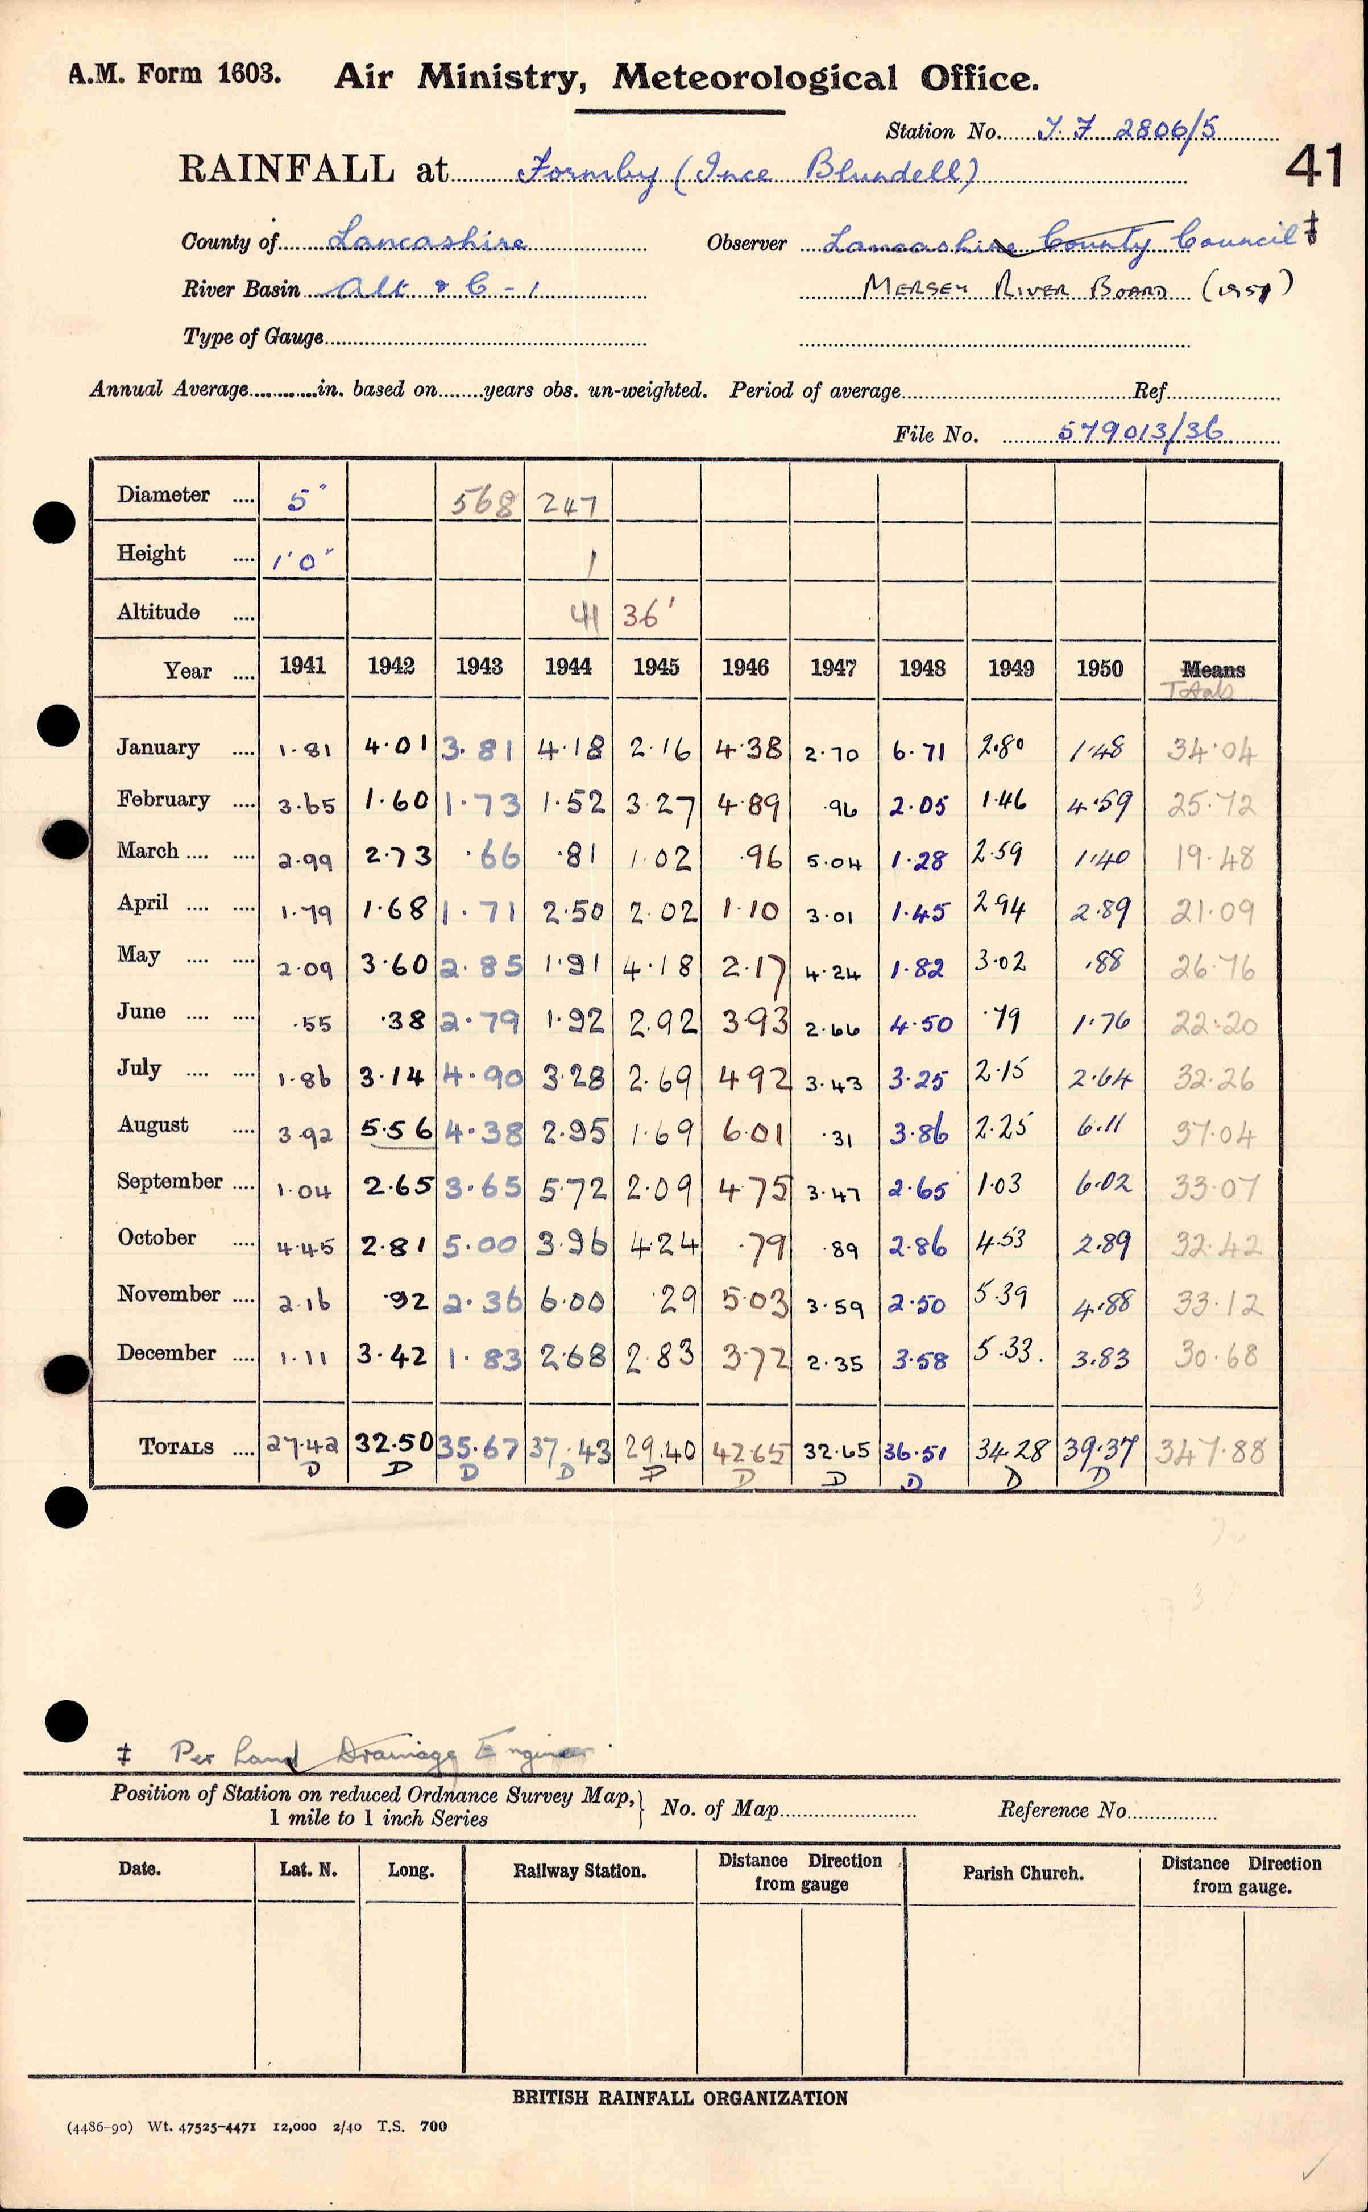 A.M. Form 1603. Air Ministry, Meteorological Office.
Station No. J. F 2806/5
41
RAINFALL at Formby (Ince Blundell)
County of Lancashire Observer Lancashire County Council ‡
River Basin Alt & C - 1 MERSEY RIVER BOARD (1951)
Type of Gauge
Annual Average in. based on years obs. un-weighted. Period of average Ref.
File No. 579013/36
Diameter 5" 568 247
Height 1'0" 1
Altitude 41 36'
Year 1941 1942 1943 1944 1945 1946 1947 1948 1949 1950 Means
Totals
January 1.81 4.01 3.81 4.18 2.16 4.38 2.70 6.71 2.80 1.48 34.04
February 3.65 1.60 1.73 1.52 3.27 4.89 .96 2.05 1.46 4.59 25.72
March 2.99 2.73 .66 .81 1.02 .96 5.04 1.28 2.59 1.40 19.48
April 1.79 1.68 1.71 2.50 2.02 1.10 3.01 1.45 2.94 2.89 21.09
May 2.09 3.60 2.85 1.91 4.18 2.17 4.24 1.82 3.02 .88 26.76
June .55 .38 2.79 1.92 2.92 3.93 2.66 4.50 .79 1.76 22.20
July 1.86 3.14 4.90 3.28 2.69 4.92 3.43 3.25 2.15 2.64 32.26
August 3.92 5.56 4.38 2.95 1.69 6.01 .31 3.86 2.25 6.11 37.04
September 1.04 2.65 3.65 5.72 2.09 4.75 3.47 2.65 1.03 6.02 33.07
October 4.45 2.81 5.00 3.96 4.24 .79 .89 2.86 4.53 2.89 32.42
November 2.16 .92 2.36 6.00 .29 5.03 3.59 2.50 5.39 4.88 33.12
December 1.11 3.42 1.83 2.68 2.83 3.72 2.35 3.58 5.33. 3.83 30.68
TOTALS 27.42 32.50 35.67 37.43 29.40 42.65 32.65 36.51 34.28 39.37 347.88
D D D D D D D D D D
‡ Per Land Drainage Engineer.
Position of Station on reduced Ordnance Survey Map, } No. of Map Reference No.
1 mile to 1 inch Series
Date. Lat. N. Long. Railway Station. Distance Direction from gauge Parish Church. Distance Direction from gauge.
BRITISH RAINFALL ORGANIZATION
(4486-90) Wt. 47525-4471 12,000 2/40 T.S. 700